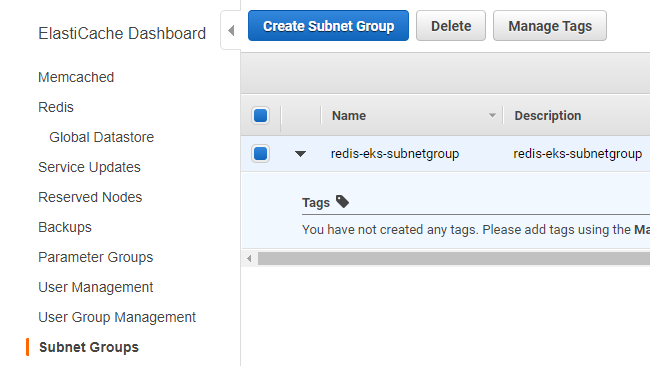 ElastiCache Dashboard
Memcached
Redis
Global Datastore
Service Updates
Reserved Nodes
Backups
Parameter Groups
User Management
User Group Management
Subnet Groups
Create Subnet Group Delete Manage Tags
Name Description
redis-eks-subnetgroup redis-eks-subnetgroup
Tags
You have not created any tags. Please add tags using the Ma